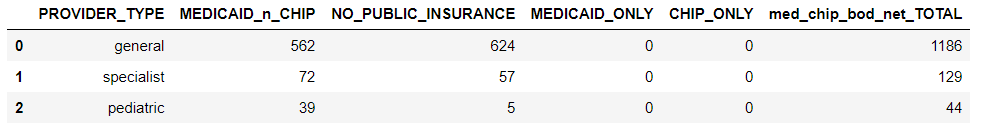 PROVIDER_TYPE MEDICAID_n_CHIP NO_PUBLIC_INSURANCE MEDICAID_ONLY CHIP_ONLY med_chip_bod_net_TOTAL
0 general 562 624 0 0 1186
1 specialist 72 57 0 0 129
2 pediatric 39 5 0 0 44